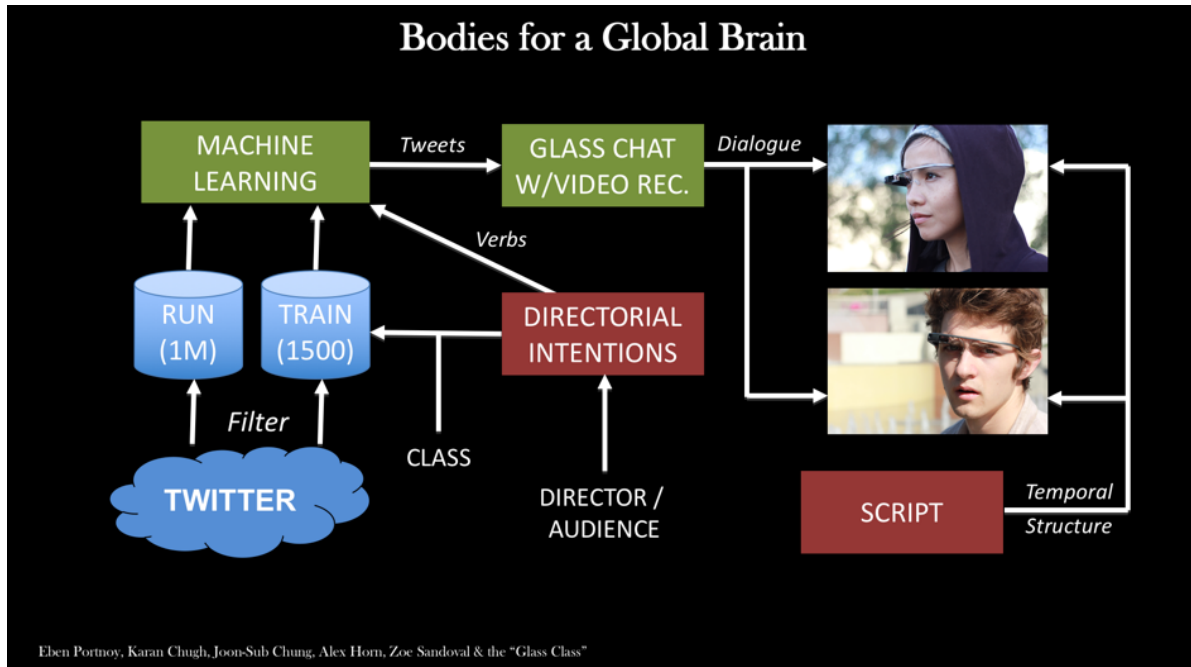 Bodies for a Global Brain
MACHINE
LEARNING
Tweets
GLASS CHAT
W/VIDEO REC.
Dialogue
Verbs
RUN
(1M)
TRAIN
(1500)
DIRECTORIAL
INTENTIONS
Filter
CLASS
TWITTER
DIRECTOR /
AUDIENCE
SCRIPT
Temporal
Structure
Eben Portnoy, Karan Chugh, Joon-Sub Chung, Alex Horn, Zoe Sandoval & the “Glass Class”